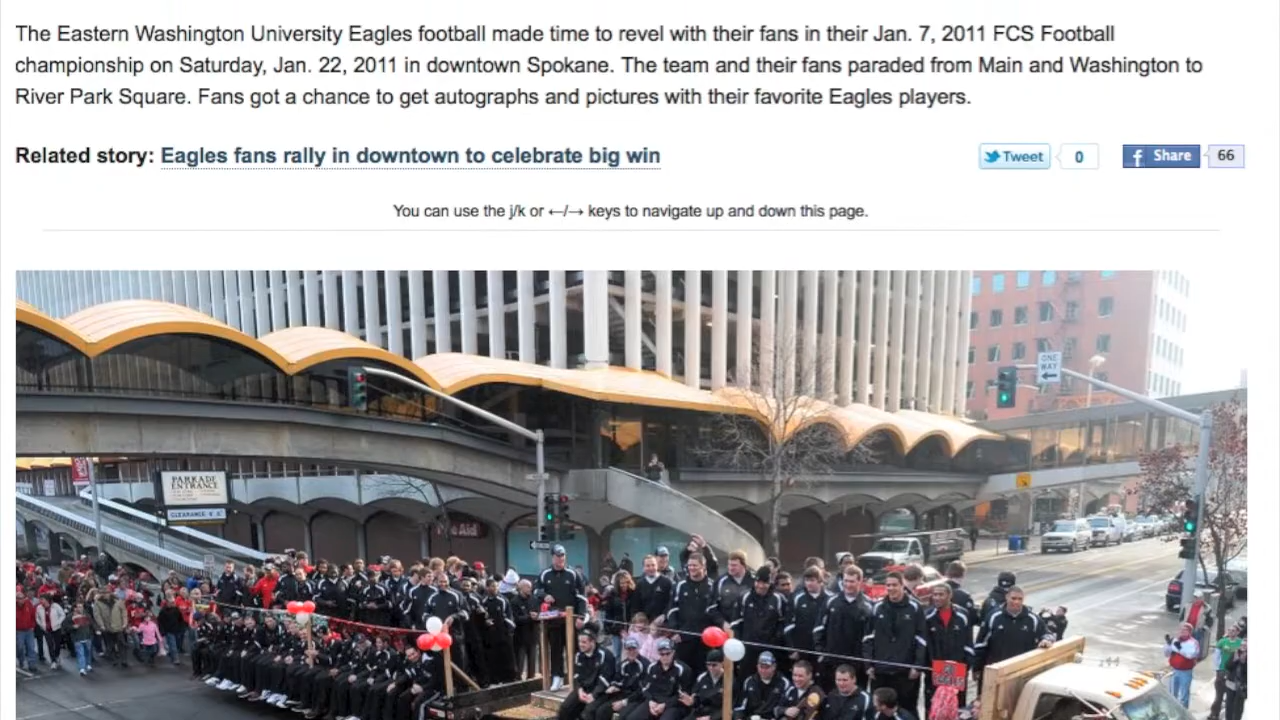 The Eastern Washington University Eagles football made time to revel with their fans in their Jan. 7, 2011 FCS Football
championship on Saturday, Jan. 22, 2011 in downtown Spokane. The team and their fans paraded from Main and Washington to
River Park Square. Fans got a chance to get autographs and pictures with their favorite Eagles players.
Related story: Eagles fans rally in downtown to celebrate big win
Tweet 0 Share 66
You can use the j/k or ←/→ keys to navigate up and down this page.
ONE
WAY
PARKADE
ENTRANCE
CLEARANCE